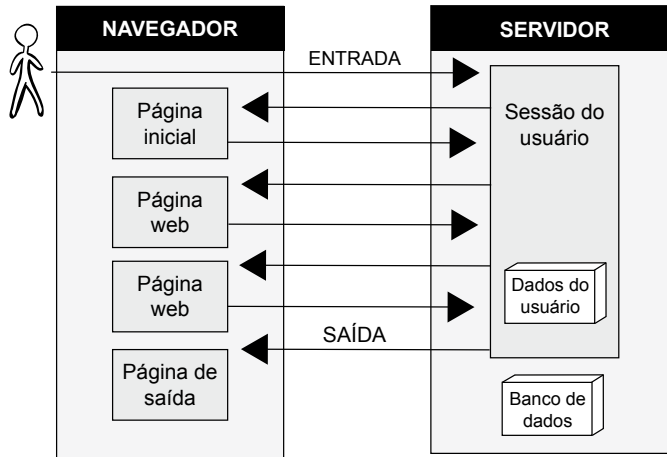 NAVEGADOR
SERVIDOR
ENTRADA
Página
inicial
Sessão do
usuário
Página
web
Página
web
Dados do
usuário
SAÍDA
Página de
saída
Banco de
dados